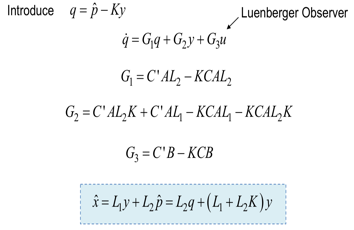 Introduce q = p̂ − Ky
Luenberger Observer
q̇ = G₁q + G₂y + G₃u
G₁ = C'AL₂ − KCAL₂
G₂ = C'AL₂K + C'AL₁ − KCAL₁ − KCAL₂K
G₃ = C'B − KCB
x̂ = L₁y + L₂p̂ = L₂q + (L₁ + L₂K)y